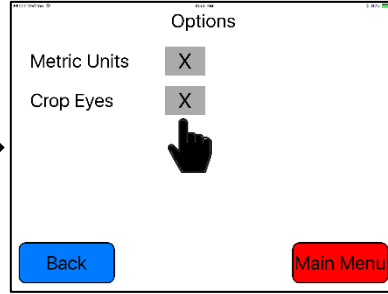 Options
Metric Units X
Crop Eyes X
Back Main Menu